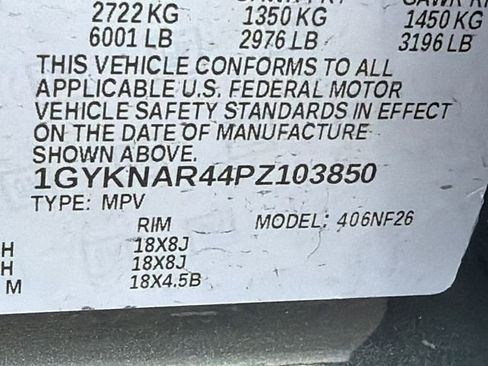 2722 KG 1350 KG 1450 KG
6001 LB 2976 LB 3196 LB
THIS VEHICLE CONFORMS TO ALL
APPLICABLE U.S. FEDERAL MOTOR
VEHICLE SAFETY STANDARDS IN EFFECT
ON THE DATE OF MANUFACTURE
SHOWN ABOVE.
1GYKNAR44PZ103850
TYPE: MPV
RIM MODEL: 406NF26
H 18X8J
H 18X8J
M 18X4.5B